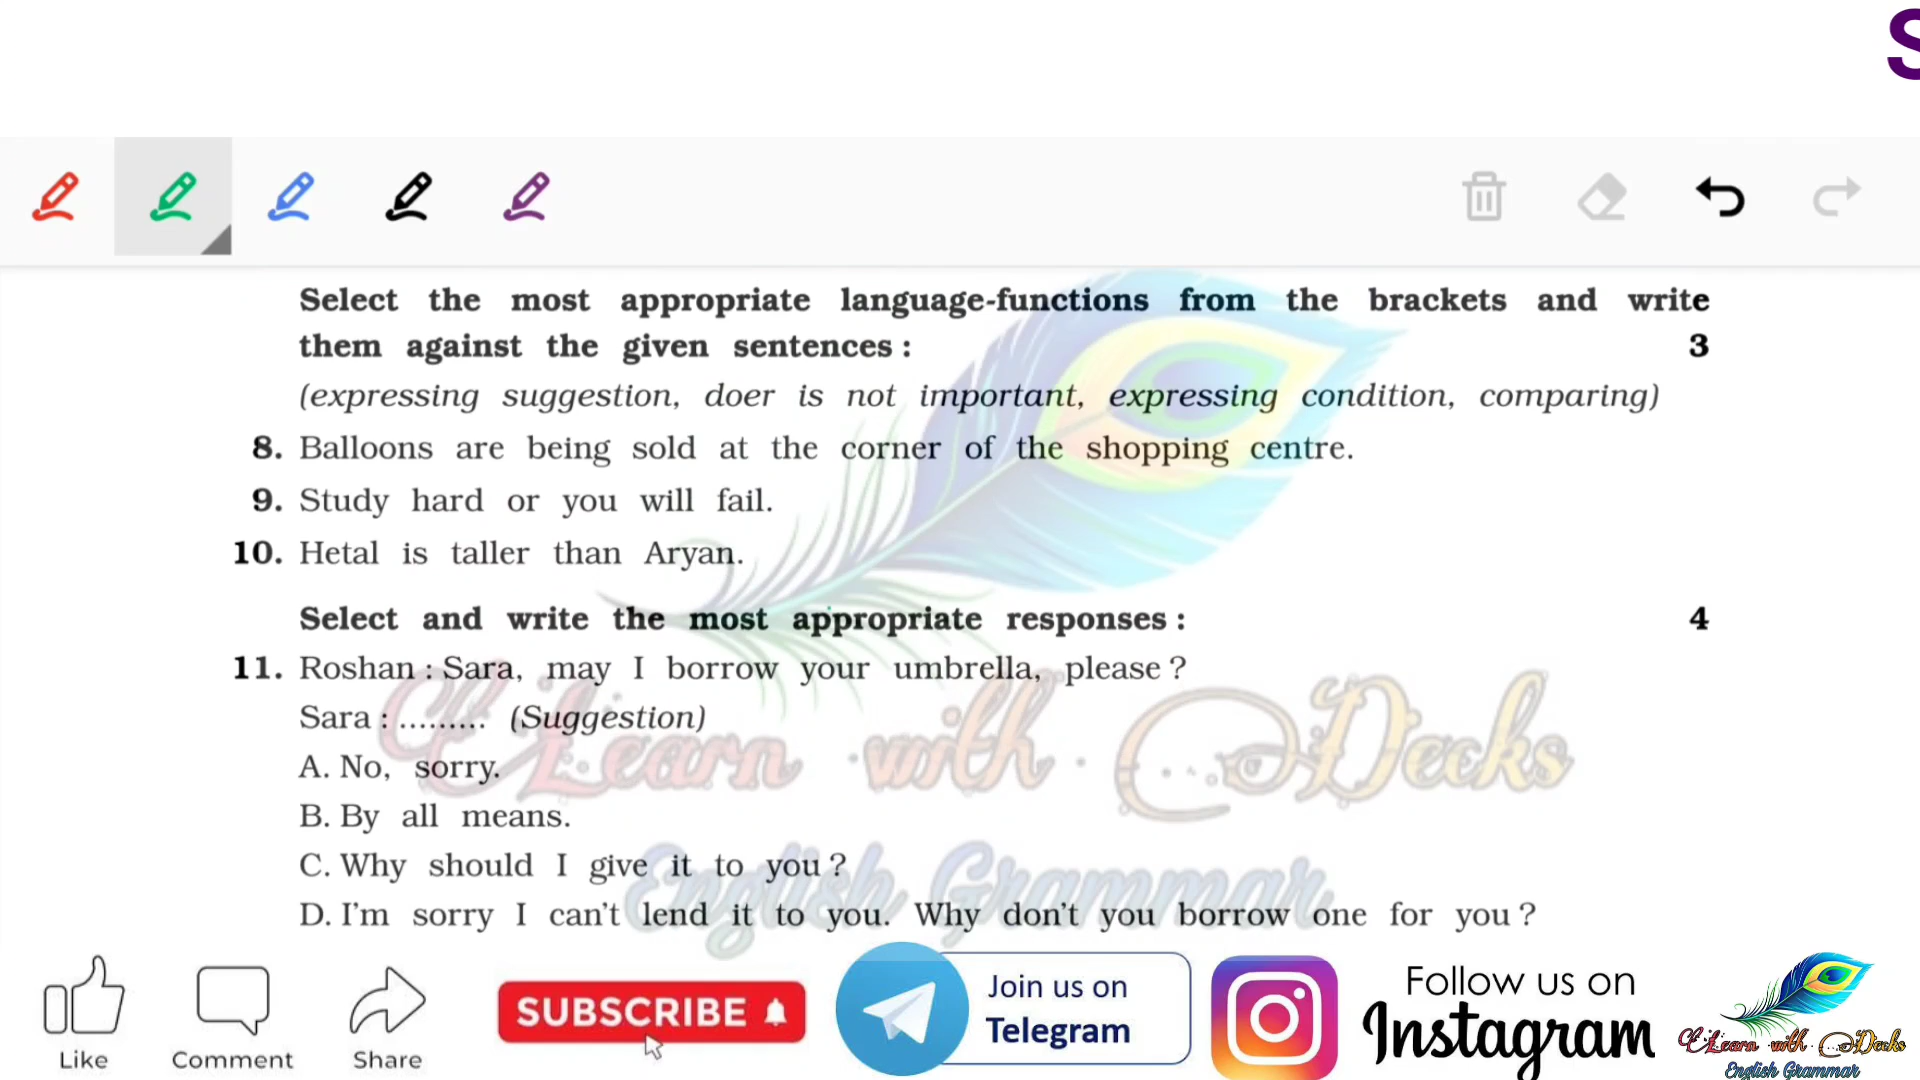 S
Select the most appropriate language-functions from the brackets and write
them against the given sentences : 3
(expressing suggestion, doer is not important, expressing condition, comparing)
8. Balloons are being sold at the corner of the shopping centre.
9. Study hard or you will fail.
10. Hetal is taller than Aryan.
Select and write the most appropriate responses : 4
11. Roshan : Sara, may I borrow your umbrella, please ?
Sara : ......... (Suggestion)
A. No, sorry.
B. By all means.
C. Why should I give it to you ?
D. I'm sorry I can't lend it to you. Why don't you borrow one for you ?
Learn with Decks
English Grammar
Like
Comment
Share
SUBSCRIBE
Join us on
Telegram
Follow us on
Instagram
Learn with Decks
English Grammar